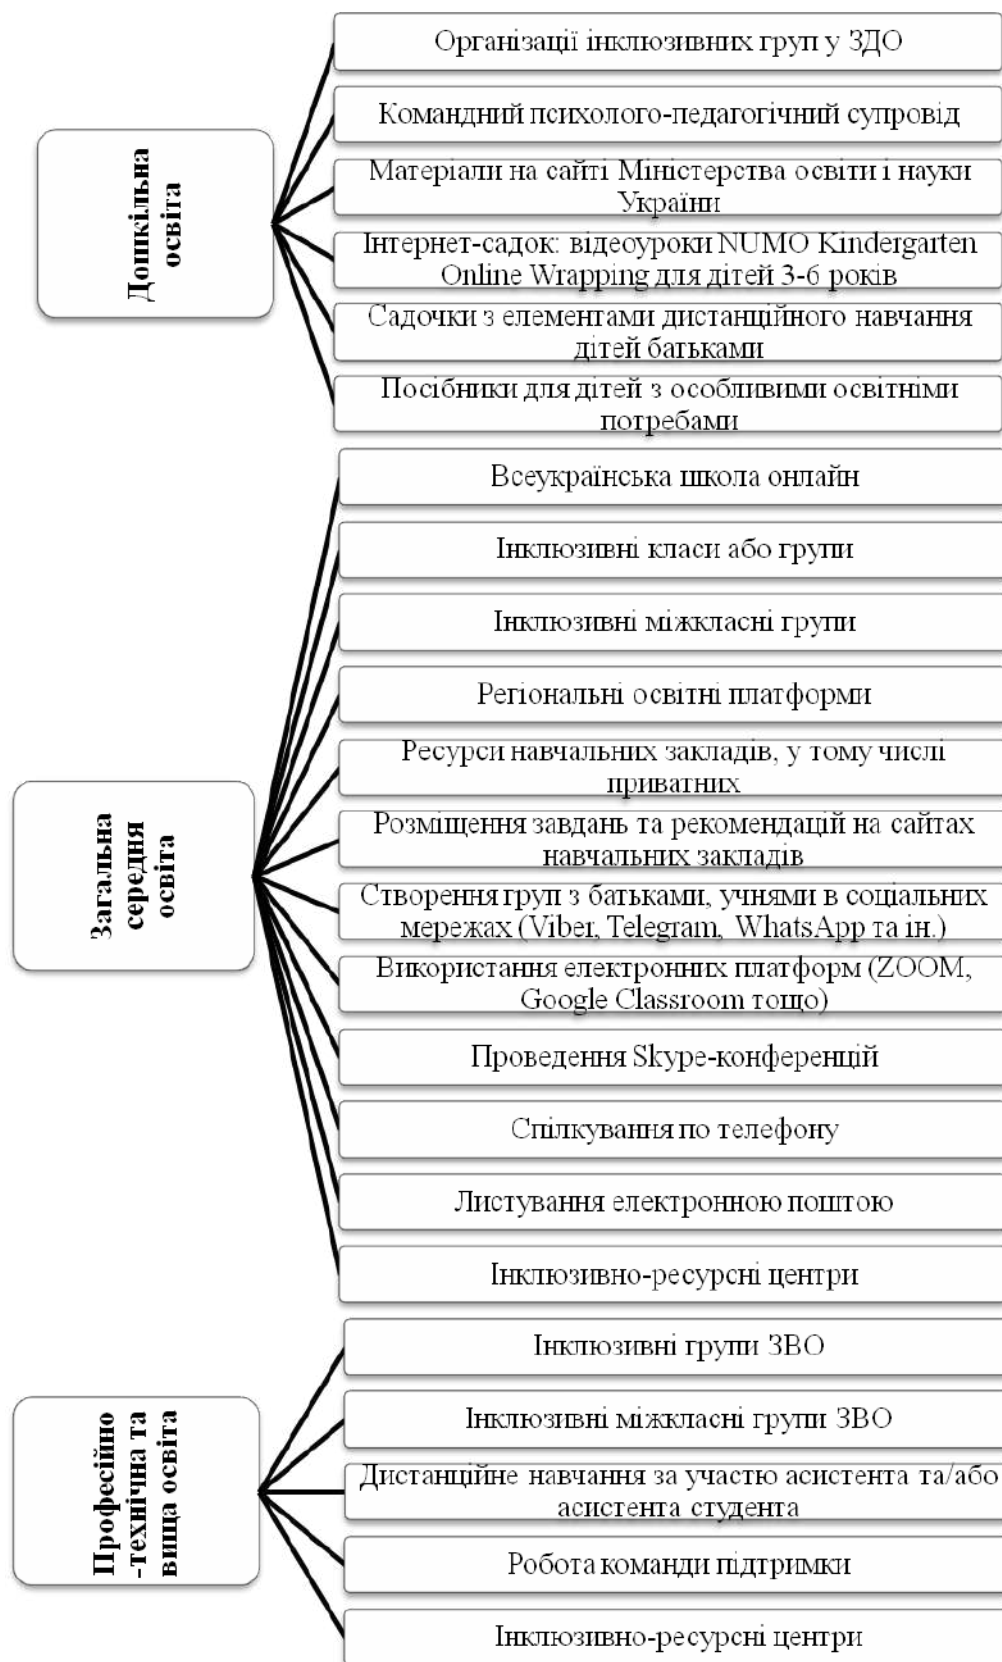 Дошкільна
освіта
Організації інклюзивних груп у ЗДО
Командний психолого-педагогічний супровід
Матеріали на сайті Міністерства освіти і науки
України
Інтернет-садок: відеоуроки NUMO Kindergarten
Online Wrapping для дітей 3-6 років
Садочки з елементами дистанційного навчання
дітей батьками
Посібники для дітей з особливими освітніми
потребами
Загальна
середня
освіта
Всеукраїнська школа онлайн
Інклюзивні класи або групи
Інклюзивні міжкласні групи
Регіональні освітні платформи
Ресурси навчальних закладів, у тому числі
приватних
Розміщення завдань та рекомендацій на сайтах
навчальних закладів
Створення груп з батьками, учнями в соціальних
мережах (Viber, Telegram, WhatsApp та ін.)
Використання електронних платформ (ZOOM,
Google Classroom тощо)
Проведення Skype-конференцій
Спілкування по телефону
Листування електронною поштою
Інклюзивно-ресурсні центри
Професійно
-технічна та
вища освіта
Інклюзивні групи ЗВО
Інклюзивні міжкласні групи ЗВО
Дистанційне навчання за участю асистента та/або
асистента студента
Робота команди підтримки
Інклюзивно-ресурсні центри